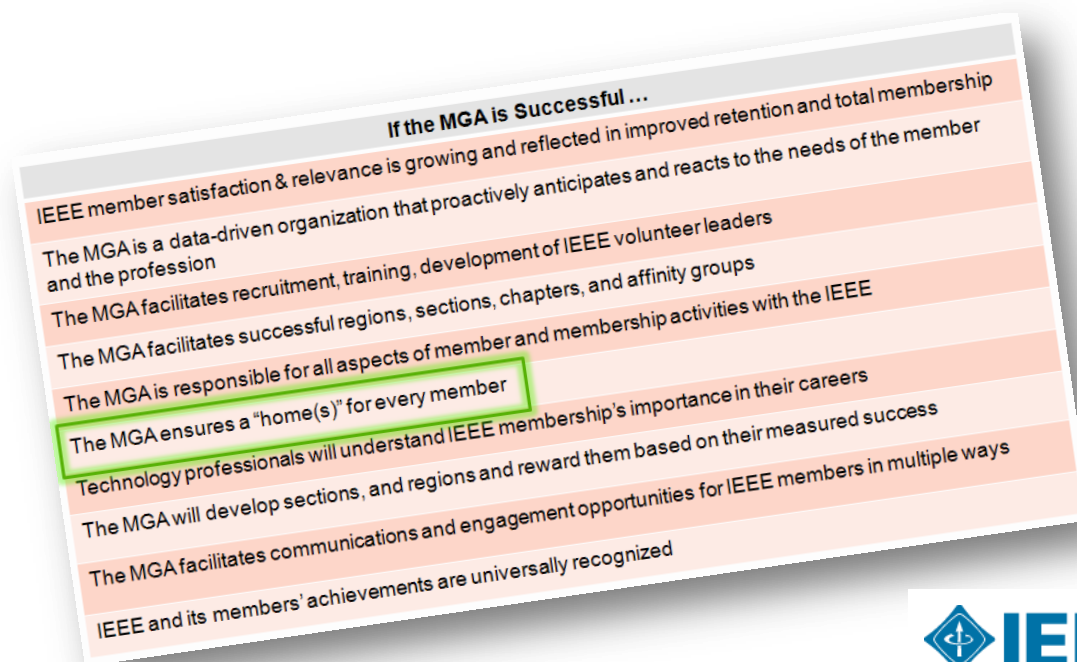 If the MGA is Successful…
IEEE member satisfaction & relevance is growing and reflected in improved retention and total membership
The MGA is a data-driven organization that proactively anticipates and reacts to the needs of the member
and the profession
The MGA facilitates recruitment, training, development of IEEE volunteer leaders
The MGA facilitates successful regions, sections, chapters, and affinity groups
The MGA is responsible for all aspects of member and membership activities with the IEEE
The MGA ensures a “home(s)” for every member
Technology professionals will understand IEEE membership’s importance in their careers
The MGA will develop sections, and regions and reward them based on their measured success
The MGA facilitates communications and engagement opportunities for IEEE members in multiple ways
IEEE and its members’ achievements are universally recognized